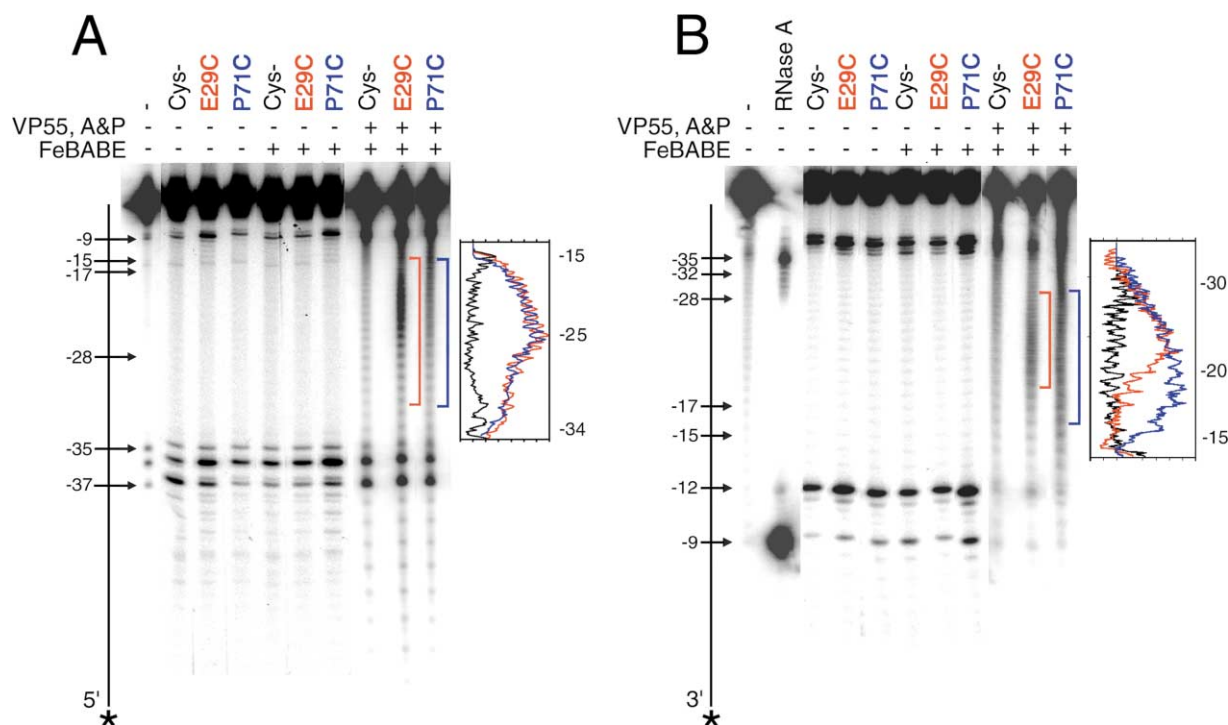 A
- Cys- E29C P71C Cys- E29C P71C Cys- E29C P71C
VP55, A&P - - - - - - - + + +
FeBABE - - - - + + + + + +
-9
-15
-17
-28
-35
-37
5'
*
-15
-25
-34
B
- RNase A Cys- E29C P71C Cys- E29C P71C Cys- E29C P71C
VP55, A&P - - - - - - - - + + +
FeBABE - - - - - + + + + + +
-35
-32
-28
-17
-15
-12
-9
3'
*
-30
-20
-15